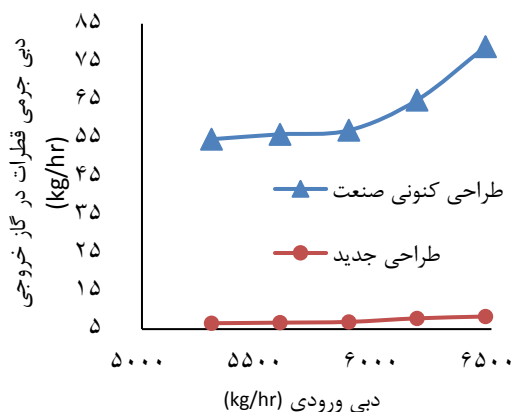 دبی جرمی قطرات در گاز خروجی
(kg/hr)
۸۵
۷۵
۶۵
۵۵
۴۵
۳۵
۲۵
۱۵
۵
طراحی کنونی صنعت
طراحی جدید
۵۰۰۰
۵۵۰۰
۶۰۰۰
۶۵۰۰
دبی ورودی (kg/hr)